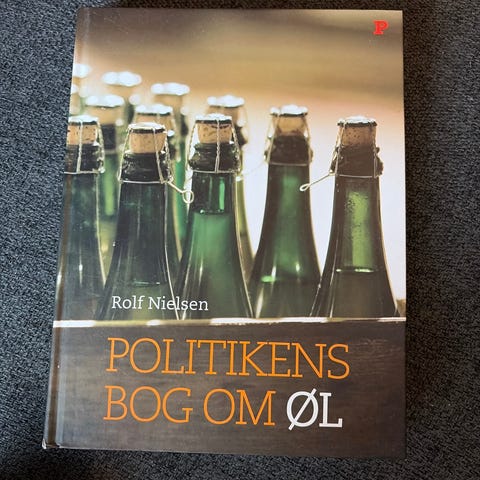 P
Rolf Nielsen
POLITIKENS
BOG OM ØL